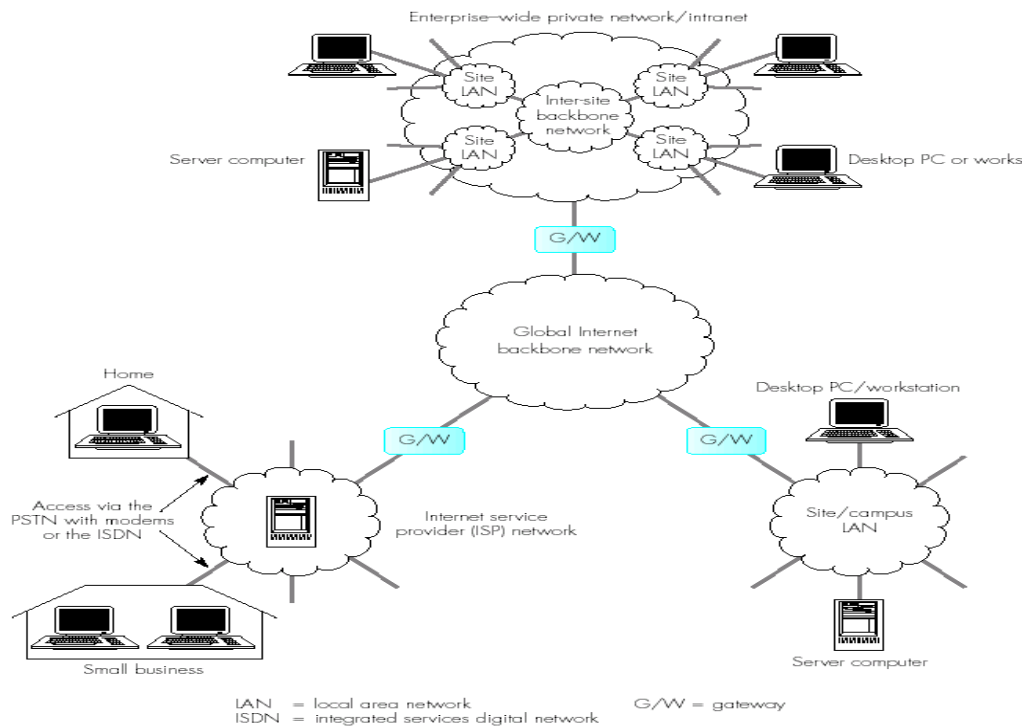 Enterprise-wide private network/intranet
Site
LAN
Site
LAN
Inter-site
backbone
network
Site
LAN
Site
LAN
Server computer
Desktop PC or works
G/W
Global Internet
backbone network
Home
Desktop PC/workstation
G/W
G/W
Access via the
PSTN with modems
or the ISDN
Internet service
provider (ISP) network
Site/campus
LAN
Small business
Server computer
LAN = local area network
G/W = gateway
ISDN = integrated services digital network